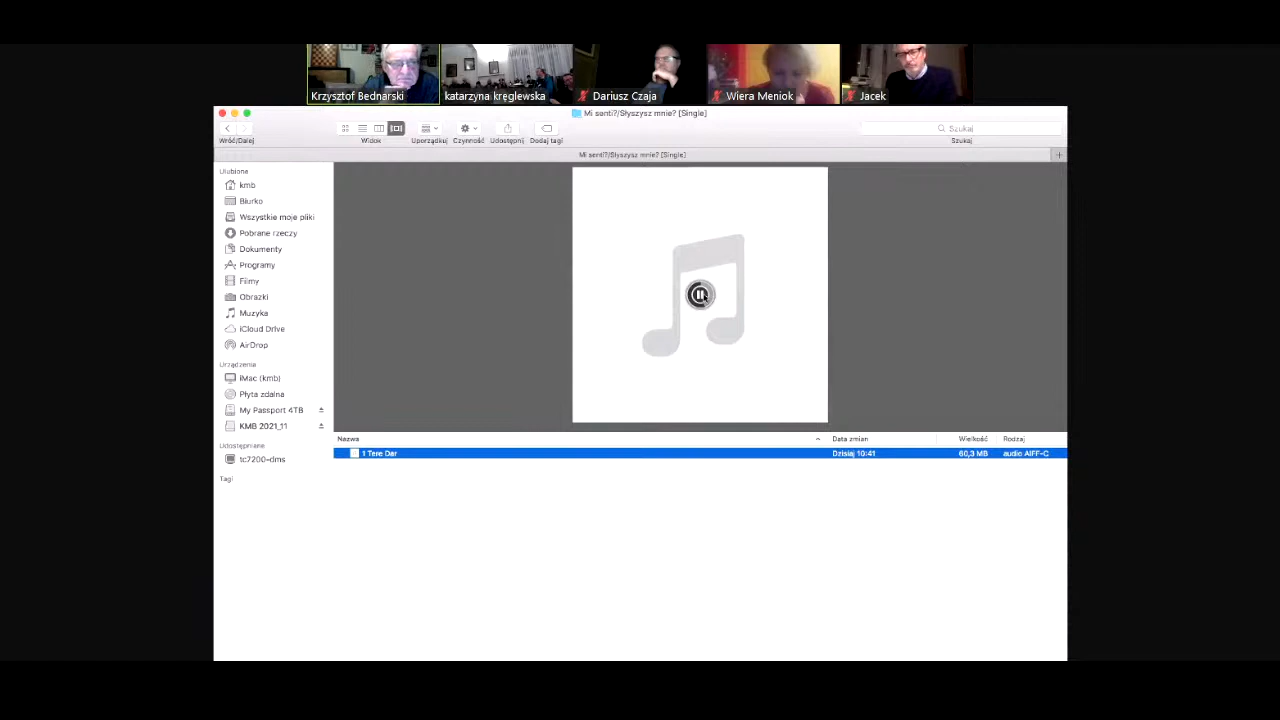 Krzysztof Bednarski
katarzyna kręglewska
Dariusz Czaja
Wiera Meniok
Jacek
Mi senti?/Słyszysz mnie? [Single]
Wróć/Dalej
Widok
Uporządkuj
Czynność
Udostępnij
Dodaj tagi
Szukaj
Szukaj
Mi senti?/Słyszysz mnie? [Single]
Ulubione
kmb
Biurko
Wszystkie moje pliki
Pobrane rzeczy
Dokumenty
Programy
Filmy
Obrazki
Muzyka
iCloud Drive
AirDrop
Urządzenia
iMac (kmb)
Płyta zdalna
My Passport 4TB
KMB 2021_11
Udostępniane
tc7200-dms
Tagi
Nazwa Data zmian Wielkość Rodzaj
1 Tere Dar Dzisiaj 10:41 60,3 MB audio AIFF-C